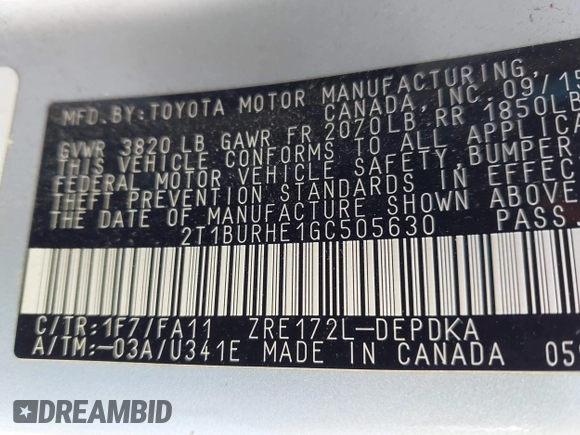 MFD.BY:TOYOTA MOTOR MANUFACTURING,
CANADA,INC. 09/15
GVWR 3820 LB GAWR FR 2070LB RR 1850LB
THIS VEHICLE CONFORMS TO ALL APPLICA
FEDERAL MOTOR VEHICLE SAFETY,BUMPER
THEFT PREVENTION STANDARDS IN EFFEC
THE DATE OF MANUFACTURE SHOWN ABOVE
2T1BURHE1GC505630 PASS
C/TR:1F7/FA11 ZRE172L-DEPDKA
A/TM:-03A/U341E MADE IN CANADA 05
DREAMBID